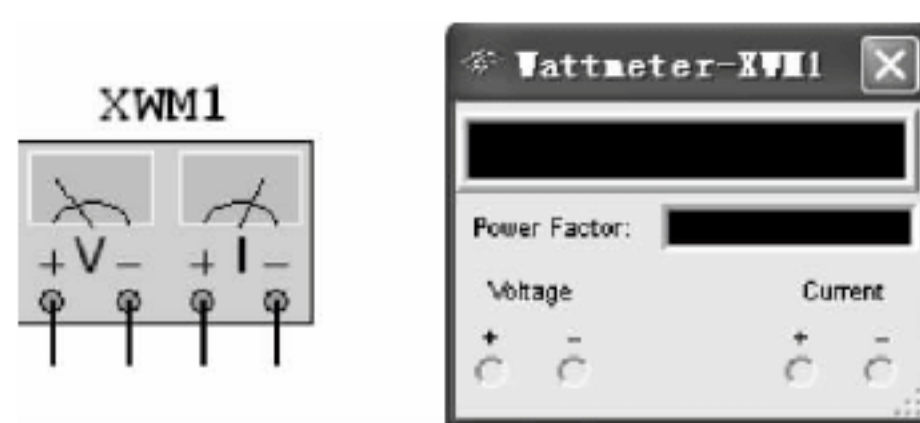 XWM1
+ V - + I -
Wattmeter-XWM1
Power Factor:
Voltage Current
+ - + -